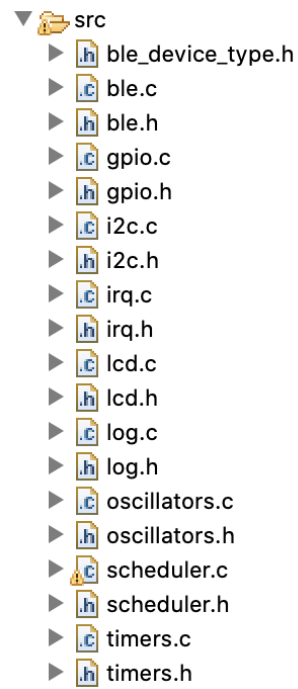 src
.h ble_device_type.h
.c ble.c
.h ble.h
.c gpio.c
.h gpio.h
.c i2c.c
.h i2c.h
.c irq.c
.h irq.h
.c lcd.c
.h lcd.h
.c log.c
.h log.h
.c oscillators.c
.h oscillators.h
.c scheduler.c
.h scheduler.h
.c timers.c
.h timers.h